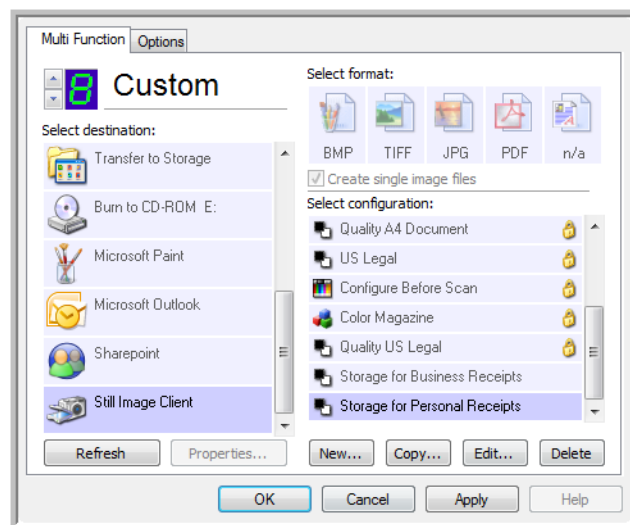 Multi Function
Options
8
Custom
Select destination:
Transfer to Storage
Burn to CD-ROM E:
Microsoft Paint
Microsoft Outlook
Sharepoint
Still Image Client
Refresh
Properties...
Select format:
BMP TIFF JPG PDF n/a
Create single image files
Select configuration:
Quality A4 Document
US Legal
Configure Before Scan
Color Magazine
Quality US Legal
Storage for Business Receipts
Storage for Personal Receipts
New... Copy... Edit... Delete
OK Cancel Apply Help